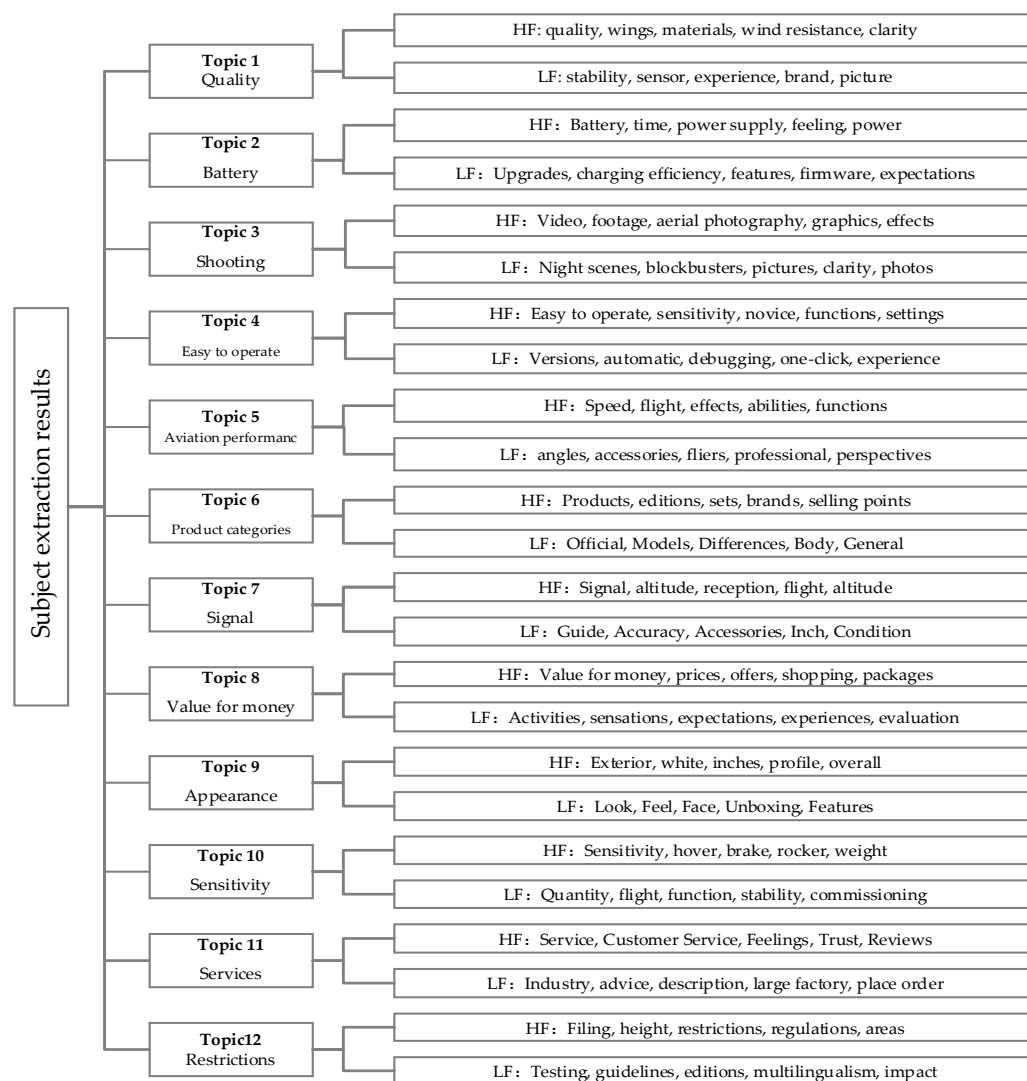 Subject extraction results
Topic 1
Quality
HF: quality, wings, materials, wind resistance, clarity
LF: stability, sensor, experience, brand, picture
Topic 2
Battery
HF：Battery, time, power supply, feeling, power
LF：Upgrades, charging efficiency, features, firmware, expectations
Topic 3
Shooting
HF：Video, footage, aerial photography, graphics, effects
LF：Night scenes, blockbusters, pictures, clarity, photos
Topic 4
Easy to operate
HF：Easy to operate, sensitivity, novice, functions, settings
LF：Versions, automatic, debugging, one-click, experience
Topic 5
Aviation performanc
HF：Speed, flight, effects, abilities, functions
LF：angles, accessories, fliers, professional, perspectives
Topic 6
Product categories
HF：Products, editions, sets, brands, selling points
LF：Official, Models, Differences, Body, General
Topic 7
Signal
HF：Signal, altitude, reception, flight, altitude
LF：Guide, Accuracy, Accessories, Inch, Condition
Topic 8
Value for money
HF：Value for money, prices, offers, shopping, packages
LF：Activities, sensations, expectations, experiences, evaluation
Topic 9
Appearance
HF：Exterior, white, inches, profile, overall
LF：Look, Feel, Face, Unboxing, Features
Topic 10
Sensitivity
HF：Sensitivity, hover, brake, rocker, weight
LF：Quantity, flight, function, stability, commissioning
Topic 11
Services
HF：Service, Customer Service, Feelings, Trust, Reviews
LF：Industry, advice, description, large factory, place order
Topic12
Restrictions
HF：Filing, height, restrictions, regulations, areas
LF：Testing, guidelines, editions, multilingualism, impact